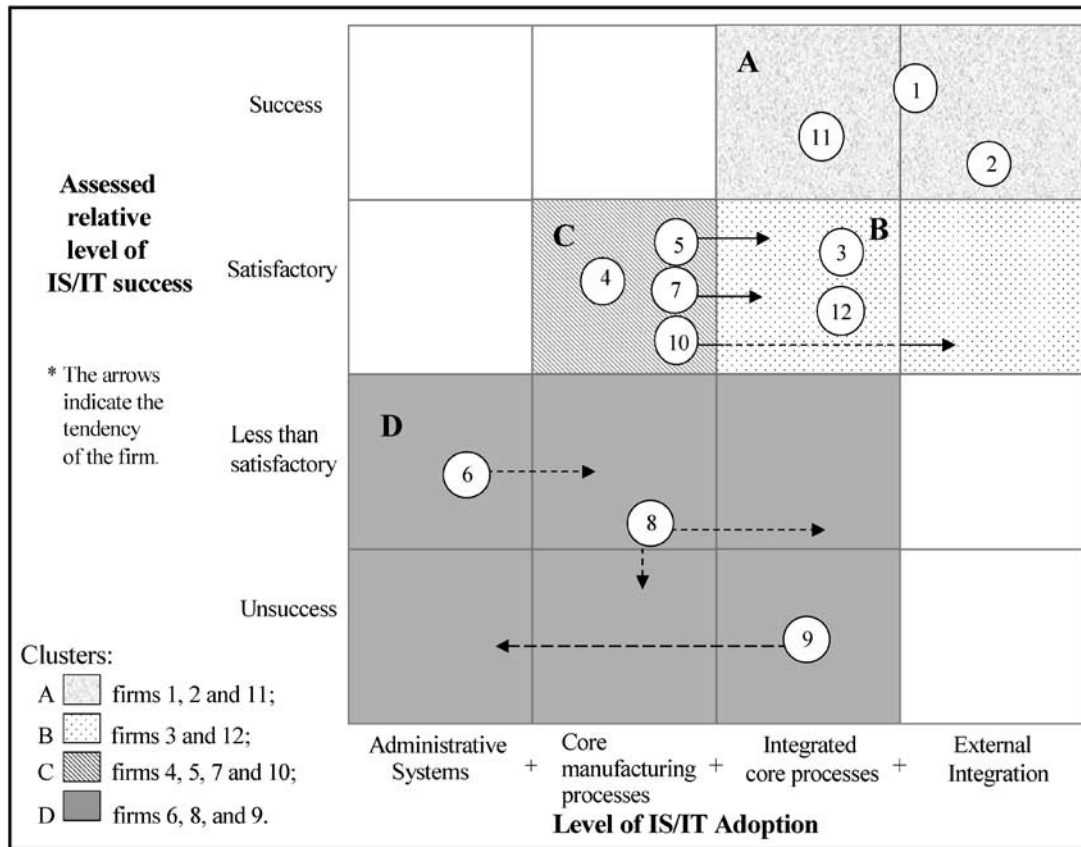 Success
A
1
11
2
Assessed
relative
level of
IS/IT success
Satisfactory
C
5
4
7
10
B
3
12
* The arrows
indicate the
tendency
of the firm.
Less than
satisfactory
D
6
8
Unsuccess
9
Clusters:
A firms 1, 2 and 11;
B firms 3 and 12;
C firms 4, 5, 7 and 10;
D firms 6, 8, and 9.
Administrative
Systems
+
Core
manufacturing
processes
+
Integrated
core processes
+
External
Integration
Level of IS/IT Adoption